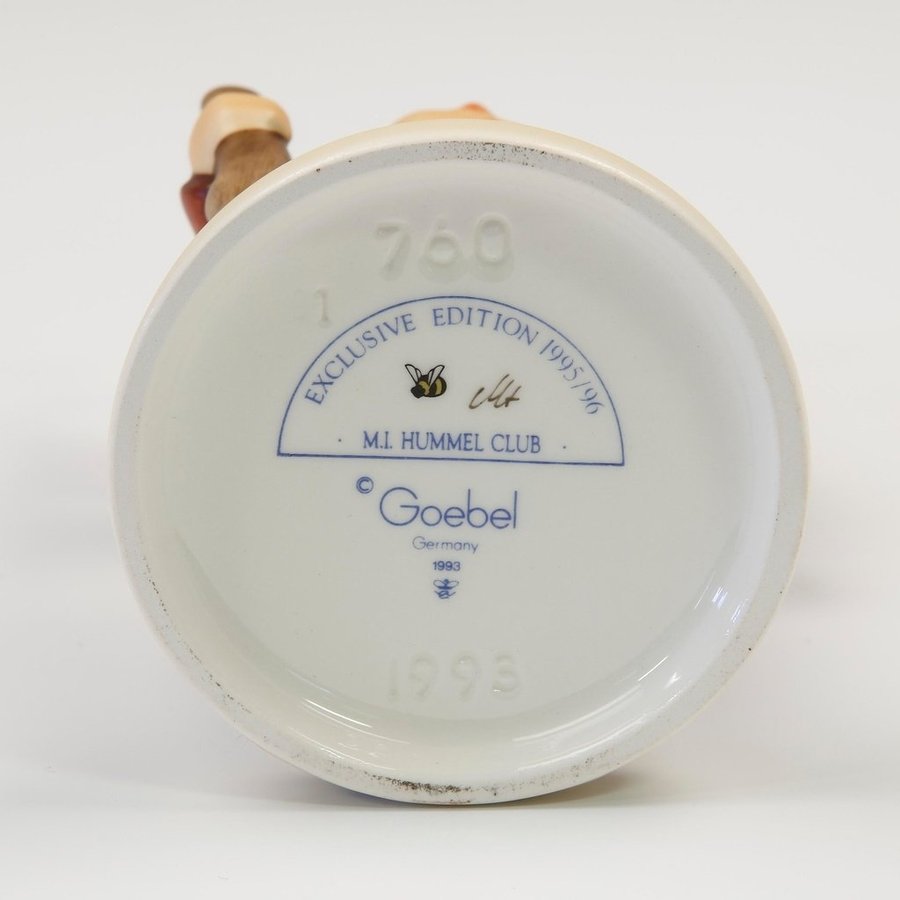 760
1
EXCLUSIVE EDITION 1995/96
· M.I. HUMMEL CLUB ·
© Goebel
Germany
1993
1993